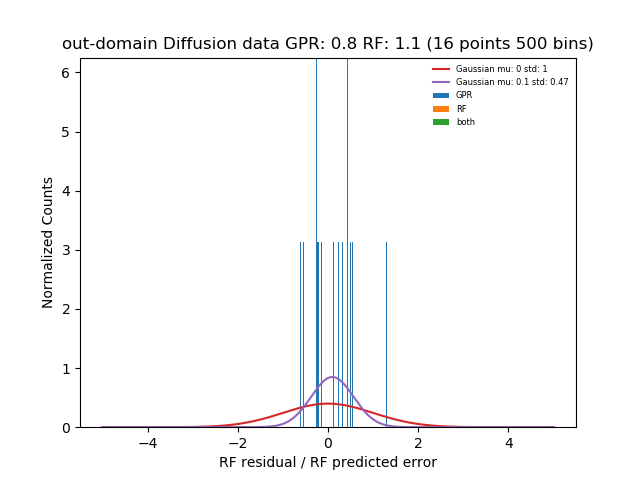 out-domain Diffusion data GPR: 0.8 RF: 1.1 (16 points 500 bins)
Gaussian mu: 0 std: 1
Gaussian mu: 0.1 std: 0.47
GPR
RF
both
Normalized Counts
6
5
4
3
2
1
0
−4
−2
0
2
4
RF residual / RF predicted error